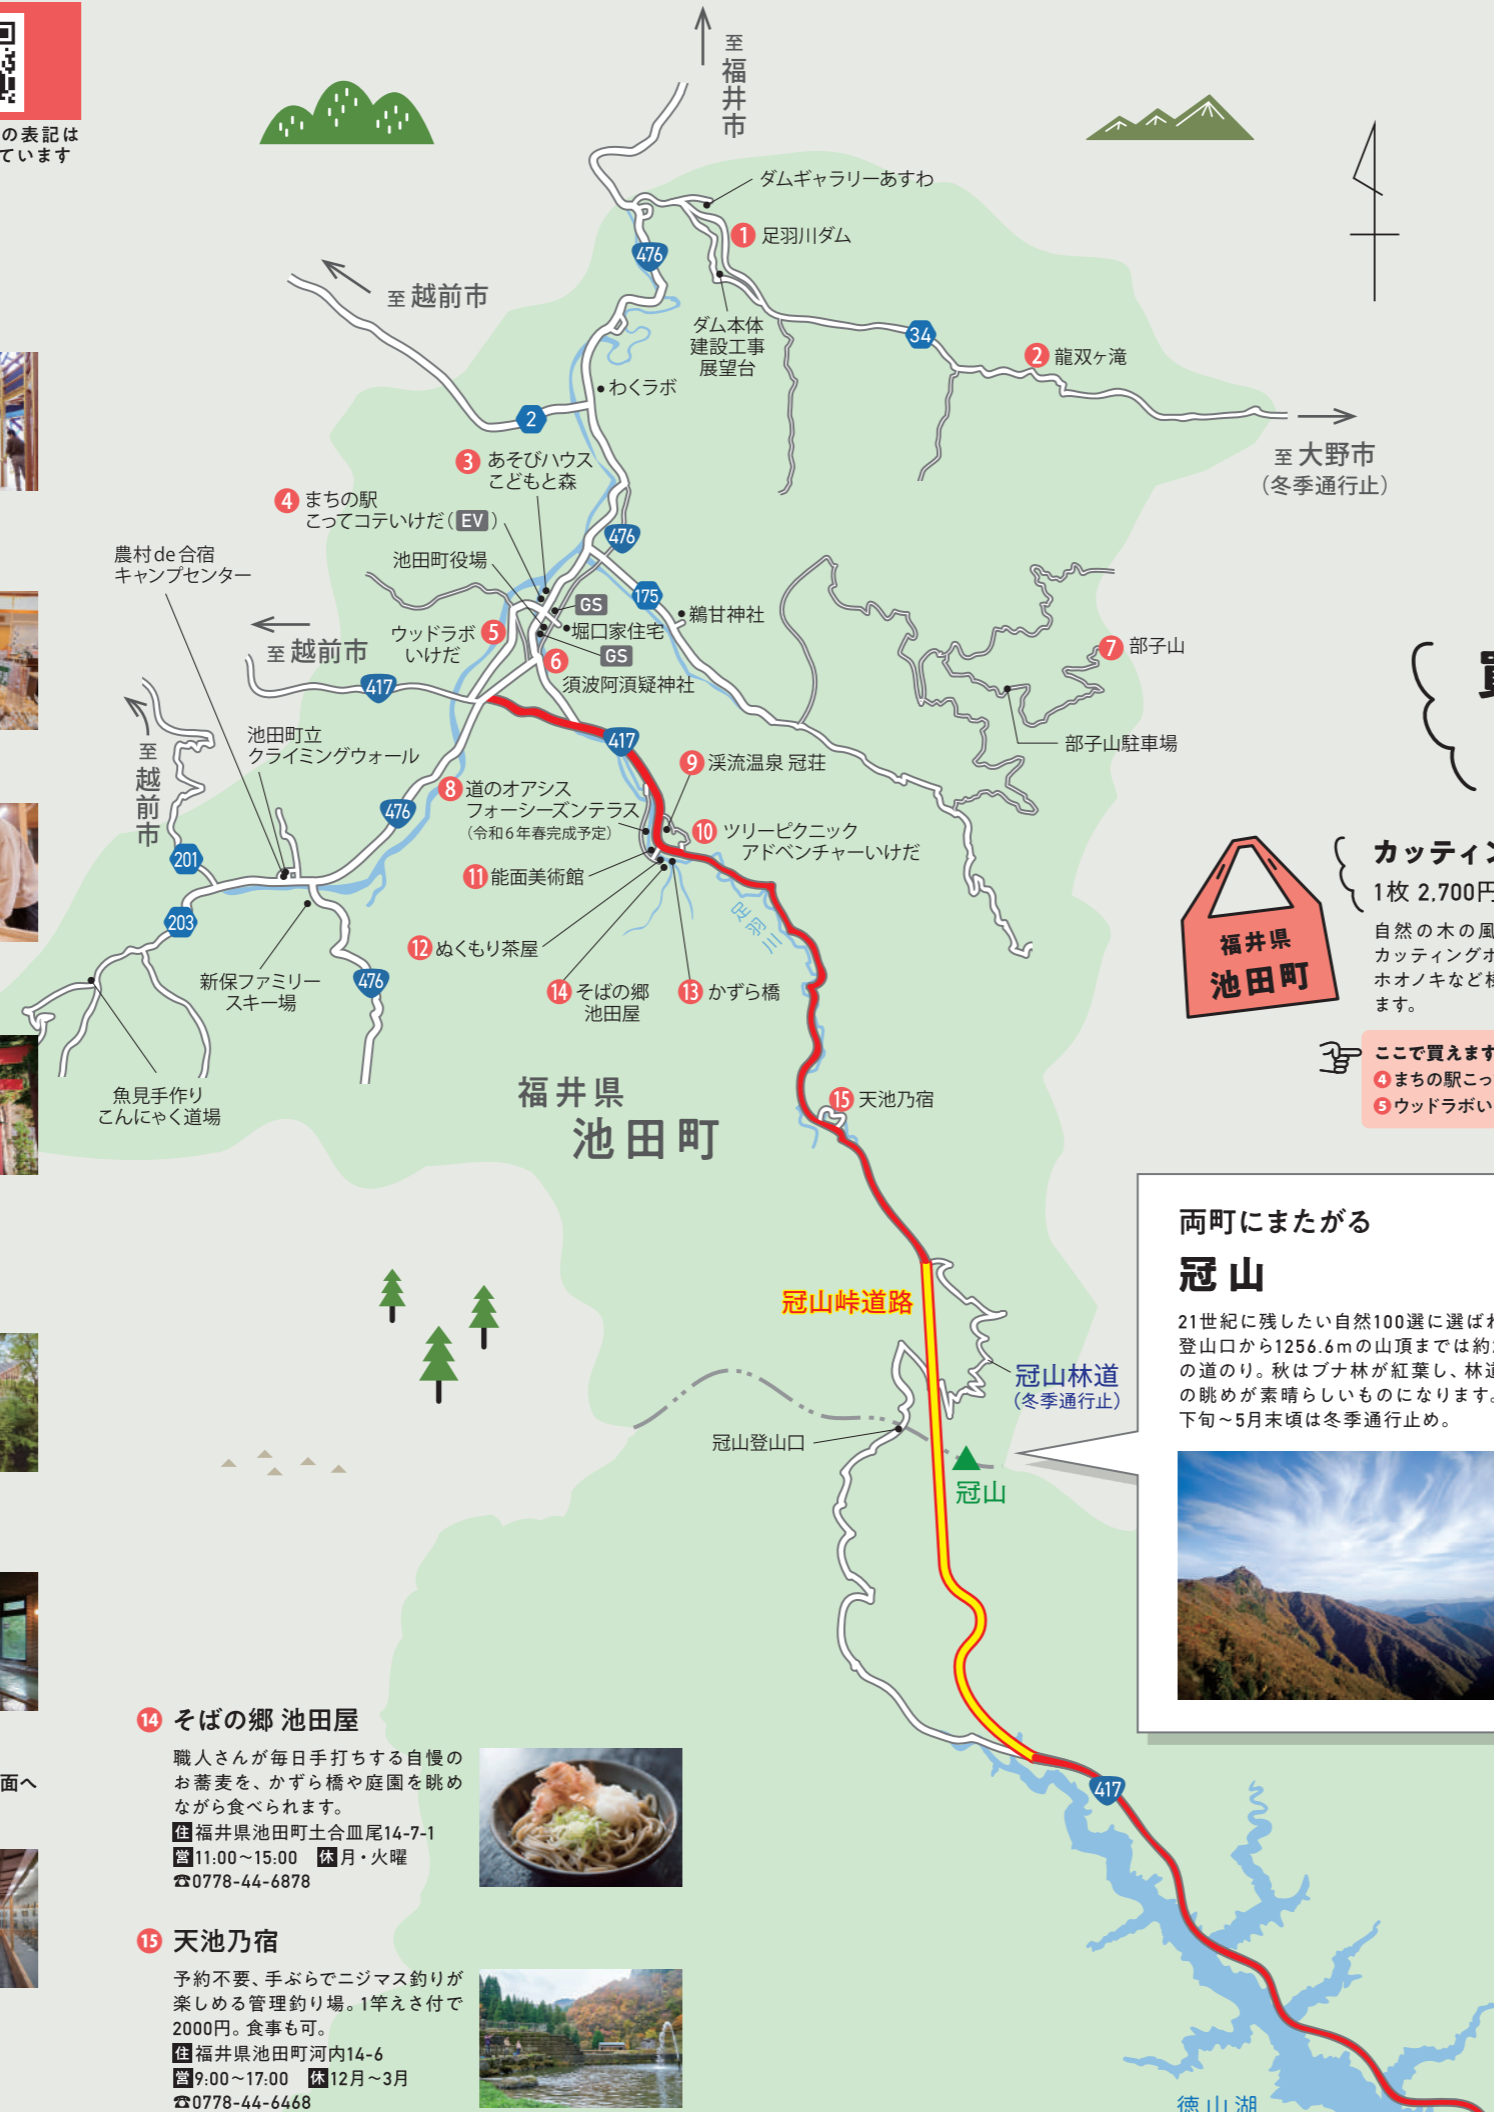 の表記は
ています
至
福井市
ダムギャラリーあすわ
1 足羽川ダム
476
至 越前市
ダム本体
建設工事
展望台
34
2 龍双ヶ滝
わくラボ
2
至 大野市
(冬季通行止)
3 あそびハウス
こどもと森
4 まちの駅
こってコテいけだ(EV)
476
農村de合宿
キャンプセンター
池田町役場
175
GS
鵜甘神社
ウッドラボ 5
いけだ
堀口家住宅
至 越前市
GS
7 部子山
6
須波阿湏疑神社
417
池田町立
クライミングウォール
417
部子山駐車場
至
越前市
9 渓流温泉 冠荘
8 道のオアシス
フォーシーズンテラス
(令和6年春完成予定)
476
10 ツリーピクニック
アドベンチャーいけだ
201
11 能面美術館
203
足羽川
12 ぬくもり茶屋
新保ファミリー
スキー場
476
14 そばの郷
池田屋
13 かずら橋
魚見手作り
こんにゃく道場
福井県
池田町
15 天池乃宿
カッティン
1枚 2,700円
自然の木の風
カッティングボ
ホオノキなど様
ます。
福井県
池田町
ここで買えます
4 まちの駅こっ
5 ウッドラボい
冠山峠道路
冠山林道
(冬季通行止)
冠山登山口
冠山
両町にまたがる
冠山
21世紀に残したい自然100選に選ばれ
登山口から1256.6mの山頂までは約
の道のり。秋はブナ林が紅葉し、林道
の眺めが素晴らしいものになります。
下旬〜5月末頃は冬季通行止め。
面へ
14 そばの郷 池田屋
職人さんが毎日手打ちする自慢の
お蕎麦を、かずら橋や庭園を眺め
ながら食べられます。
住 福井県池田町土合皿尾14-7-1
営 11:00〜15:00 休 月・火曜
☎0778-44-6878
417
15 天池乃宿
予約不要、手ぶらでニジマス釣りが
楽しめる管理釣り場。1竿えさ付で
2000円。食事も可。
住 福井県池田町河内14-6
営 9:00〜17:00 休 12月〜3月
☎0778-44-6468
徳山湖